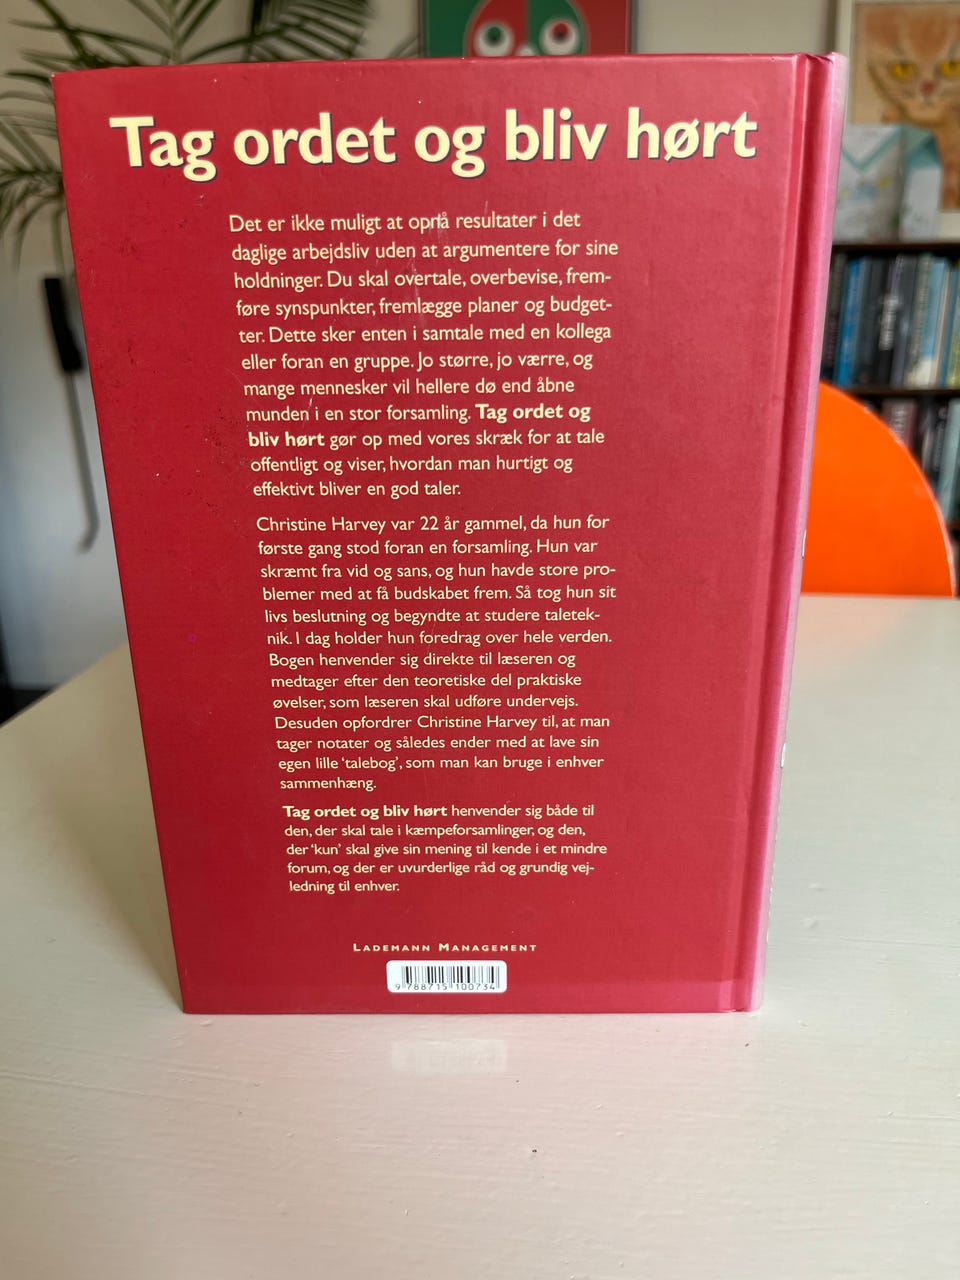 Tag ordet og bliv hørt
Det er ikke muligt at opnå resultater i det
daglige arbejdsliv uden at argumentere for sine
holdninger. Du skal overtale, overbevise, frem-
føre synspunkter, fremlægge planer og budget-
ter. Dette sker enten i samtale med en kollega
eller foran en gruppe. Jo større, jo værre, og
mange mennesker vil hellere dø end åbne
munden i en stor forsamling. Tag ordet og
bliv hørt gør op med vores skræk for at tale
offentligt og viser, hvordan man hurtigt og
effektivt bliver en god taler.
Christine Harvey var 22 år gammel, da hun for
første gang stod foran en forsamling. Hun var
skræmt fra vid og sans, og hun havde store pro-
blemer med at få budskabet frem. Så tog hun sit
livs beslutning og begyndte at studere taletek-
nik. I dag holder hun foredrag over hele verden.
Bogen henvender sig direkte til læseren og
medtager efter den teoretiske del praktiske
øvelser, som læseren skal udføre undervejs.
Desuden opfordrer Christine Harvey til, at man
tager notater og således ender med at lave sin
egen lille ‘talebog’, som man kan bruge i enhver
sammenhæng.
Tag ordet og bliv hørt henvender sig både til
den, der skal tale i kæmpeforsamlinger, og den,
der ‘kun’ skal give sin mening til kende i et mindre
forum, og der er uvurderlige råd og grundig vej-
ledning til enhver.
LADEMANN MANAGEMENT
9 788715 100734